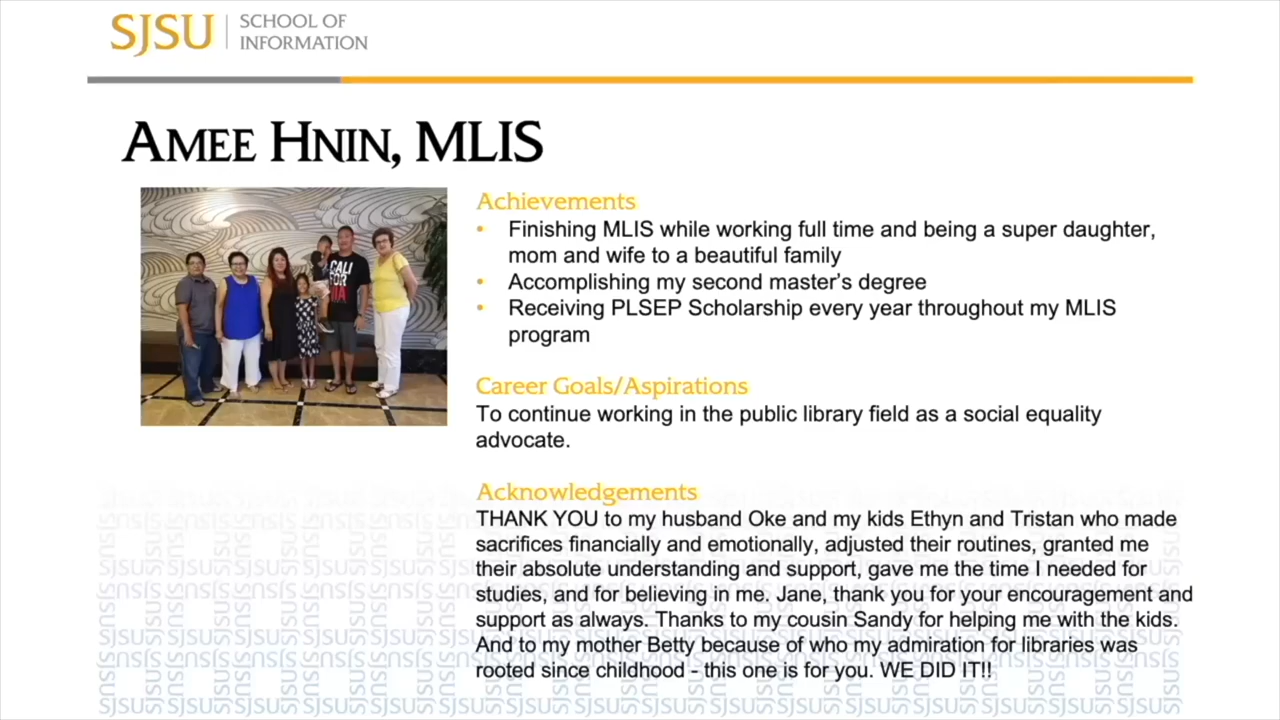 SJSU SCHOOL OF
INFORMATION
AMEE HNIN, MLIS
CALI
FOR
Achievements
• Finishing MLIS while working full time and being a super daughter,
mom and wife to a beautiful family
• Accomplishing my second master's degree
• Receiving PLSEP Scholarship every year throughout my MLIS
program
Career Goals/Aspirations
To continue working in the public library field as a social equality
advocate.
Acknowledgements
THANK YOU to my husband Oke and my kids Ethyn and Tristan who made
sacrifices financially and emotionally, adjusted their routines, granted me
their absolute understanding and support, gave me the time I needed for
studies, and for believing in me. Jane, thank you for your encouragement and
support as always. Thanks to my cousin Sandy for helping me with the kids.
And to my mother Betty because of who my admiration for libraries was
rooted since childhood - this one is for you. WE DID IT!!